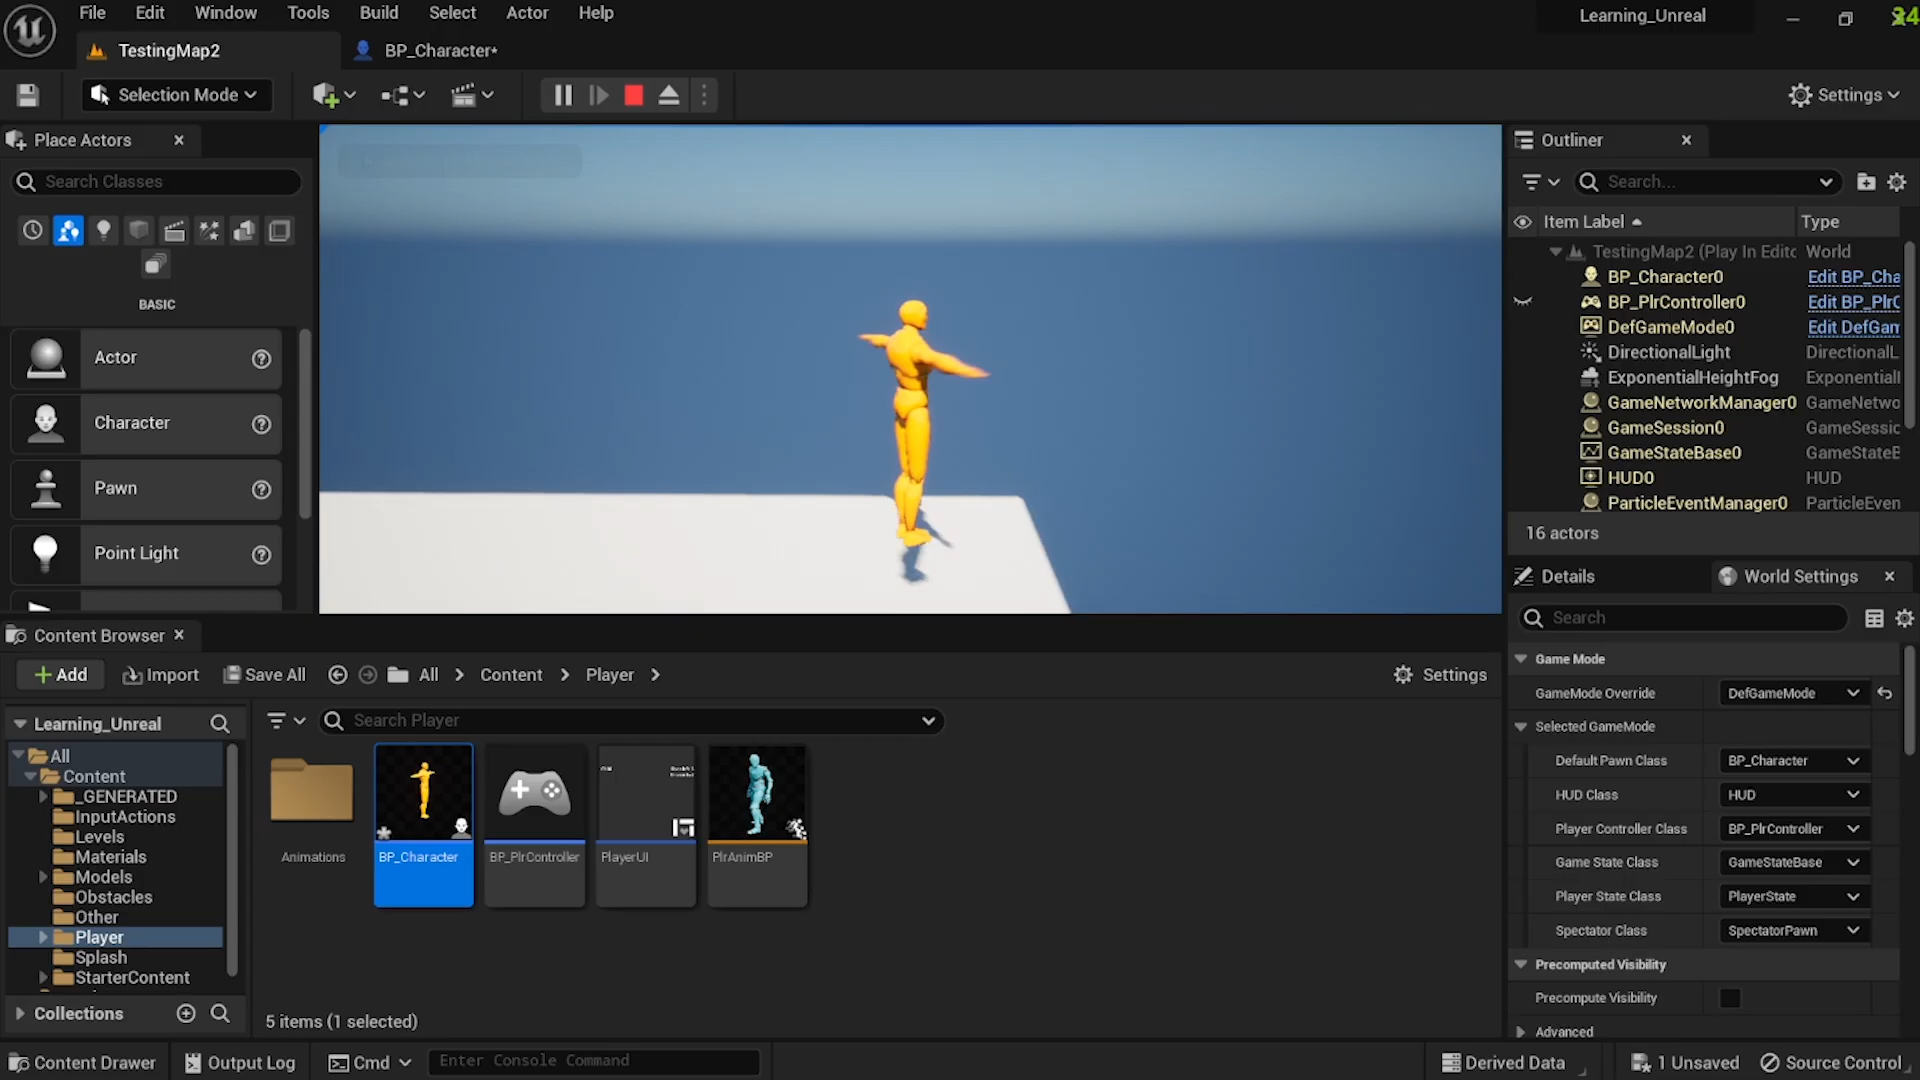 File Edit Window Tools Build Select Actor Help
Learning_Unreal
24
TestingMap2
BP_Character*
Selection Mode
Settings
Place Actors
Search Classes
BASIC
Actor
Character
Pawn
Point Light
Outliner
Search...
Item Label
Type
TestingMap2 (Play In Edito
World
BP_Character0
Edit BP_Cha
BP_PlrController0
Edit BP_PlrC
DefGameMode0
Edit DefGam
DirectionalLight
DirectionalL
ExponentialHeightFog
Exponential
GameNetworkManager0
GameNetwo
GameSession0
GameSessic
GameStateBase0
GameStateB
HUD0
HUD
ParticleEventManager0
ParticleEven
16 actors
Details
World Settings
Search
Game Mode
GameMode Override
DefGameMode
Selected GameMode
Default Pawn Class
BP_Character
HUD Class
HUD
Player Controller Class
BP_PlrController
Game State Class
GameStateBase
Player State Class
PlayerState
Spectator Class
SpectatorPawn
Precomputed Visibility
Precompute Visibility
Advanced
Content Browser
Add
Import
Save All
All
Content
Player
Settings
Learning_Unreal
Search Player
All
Content
_GENERATED
InputActions
Levels
Materials
Models
Obstacles
Other
Player
Splash
StarterContent
Collections
Animations
BP_Character
BP_PlrController
PlayerUI
PlrAnimBP
5 items (1 selected)
Content Drawer
Output Log
Cmd
Enter Console Command
Derived Data
1 Unsaved
Source Control